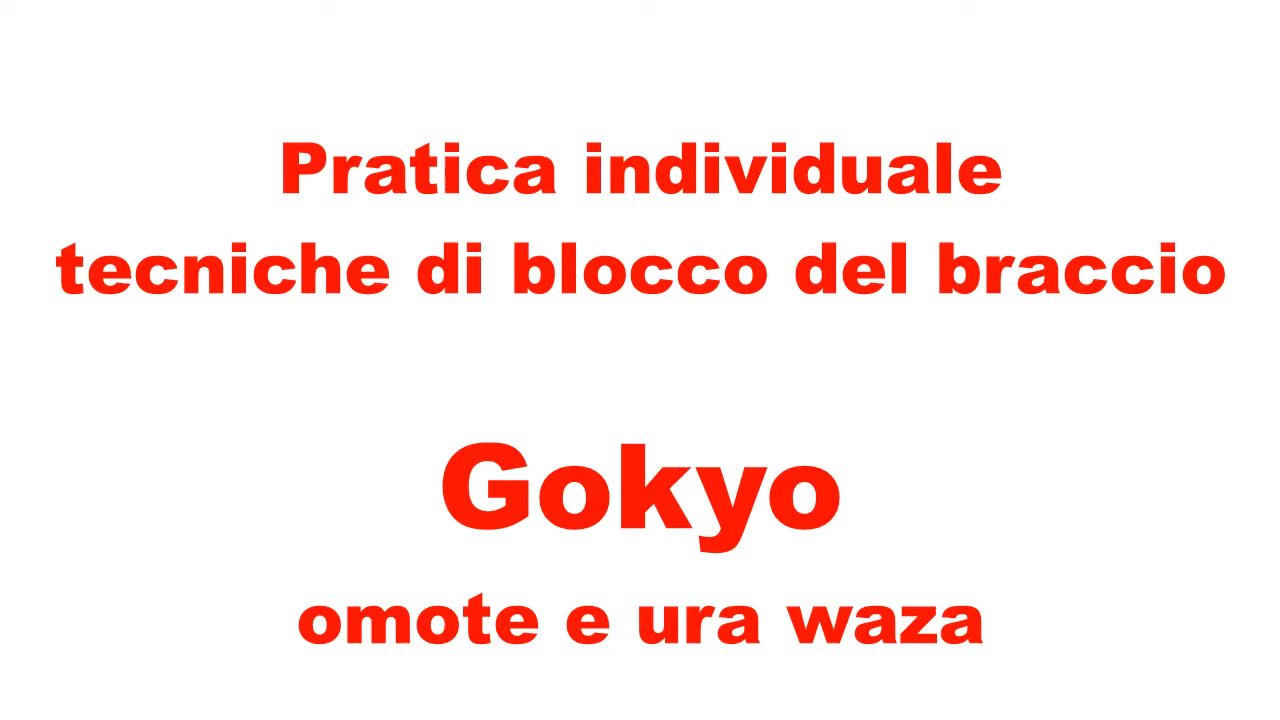 Pratica individuale
tecniche di blocco del braccio
Gokyo
omote e ura waza